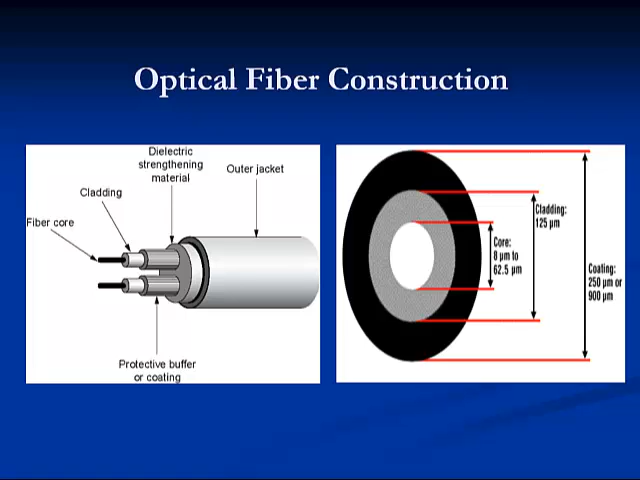 Optical Fiber Construction
Dielectric
strengthening
material
Outer jacket
Cladding
Fiber core
Protective buffer
or coating
Cladding:
125 µm
Core:
8 µm to
62.5 µm
Coating:
250 µm or
900 µm